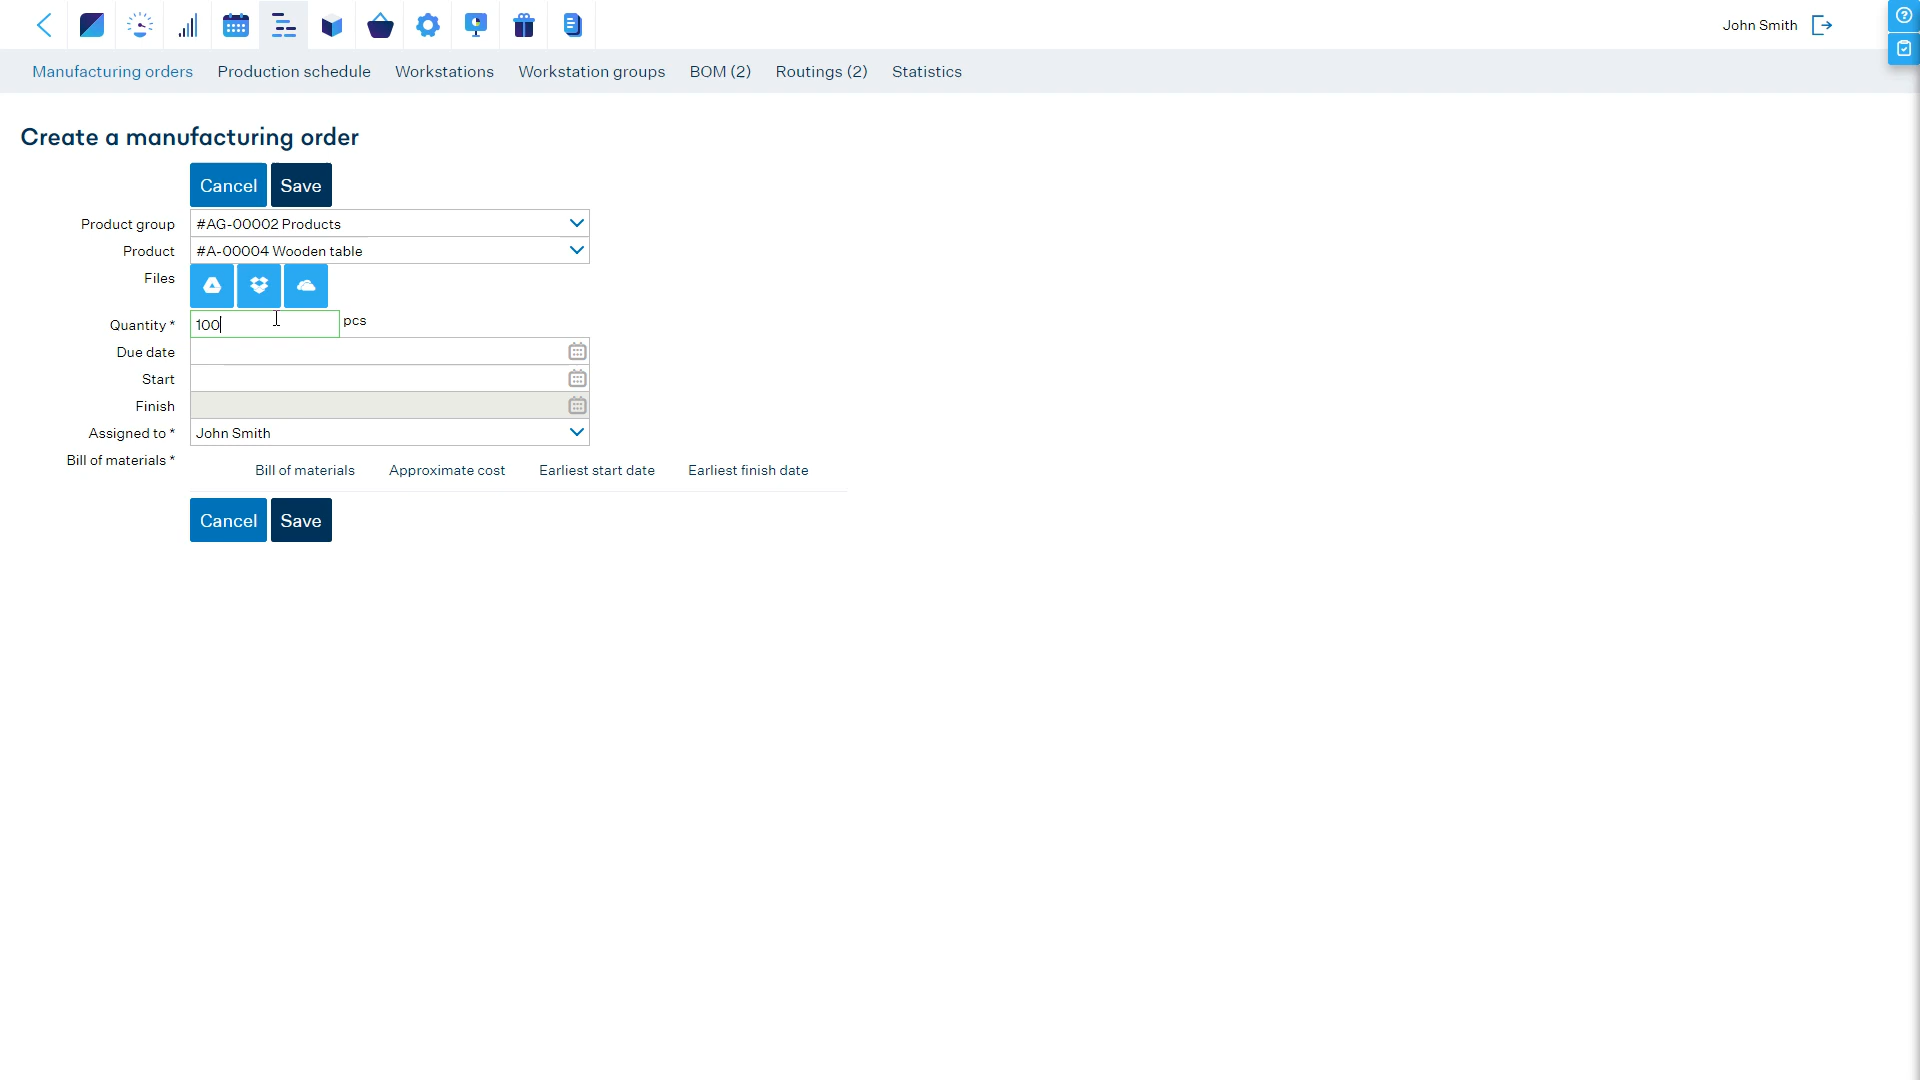 John Smith
Manufacturing orders Production schedule Workstations Workstation groups BOM (2) Routings (2) Statistics
Create a manufacturing order
Cancel Save
Product group #AG-00002 Products
Product #A-00004 Wooden table
Files
Quantity * 100 pcs
Due date
Start
Finish
Assigned to * John Smith
Bill of materials *
Bill of materials Approximate cost Earliest start date Earliest finish date
Cancel Save